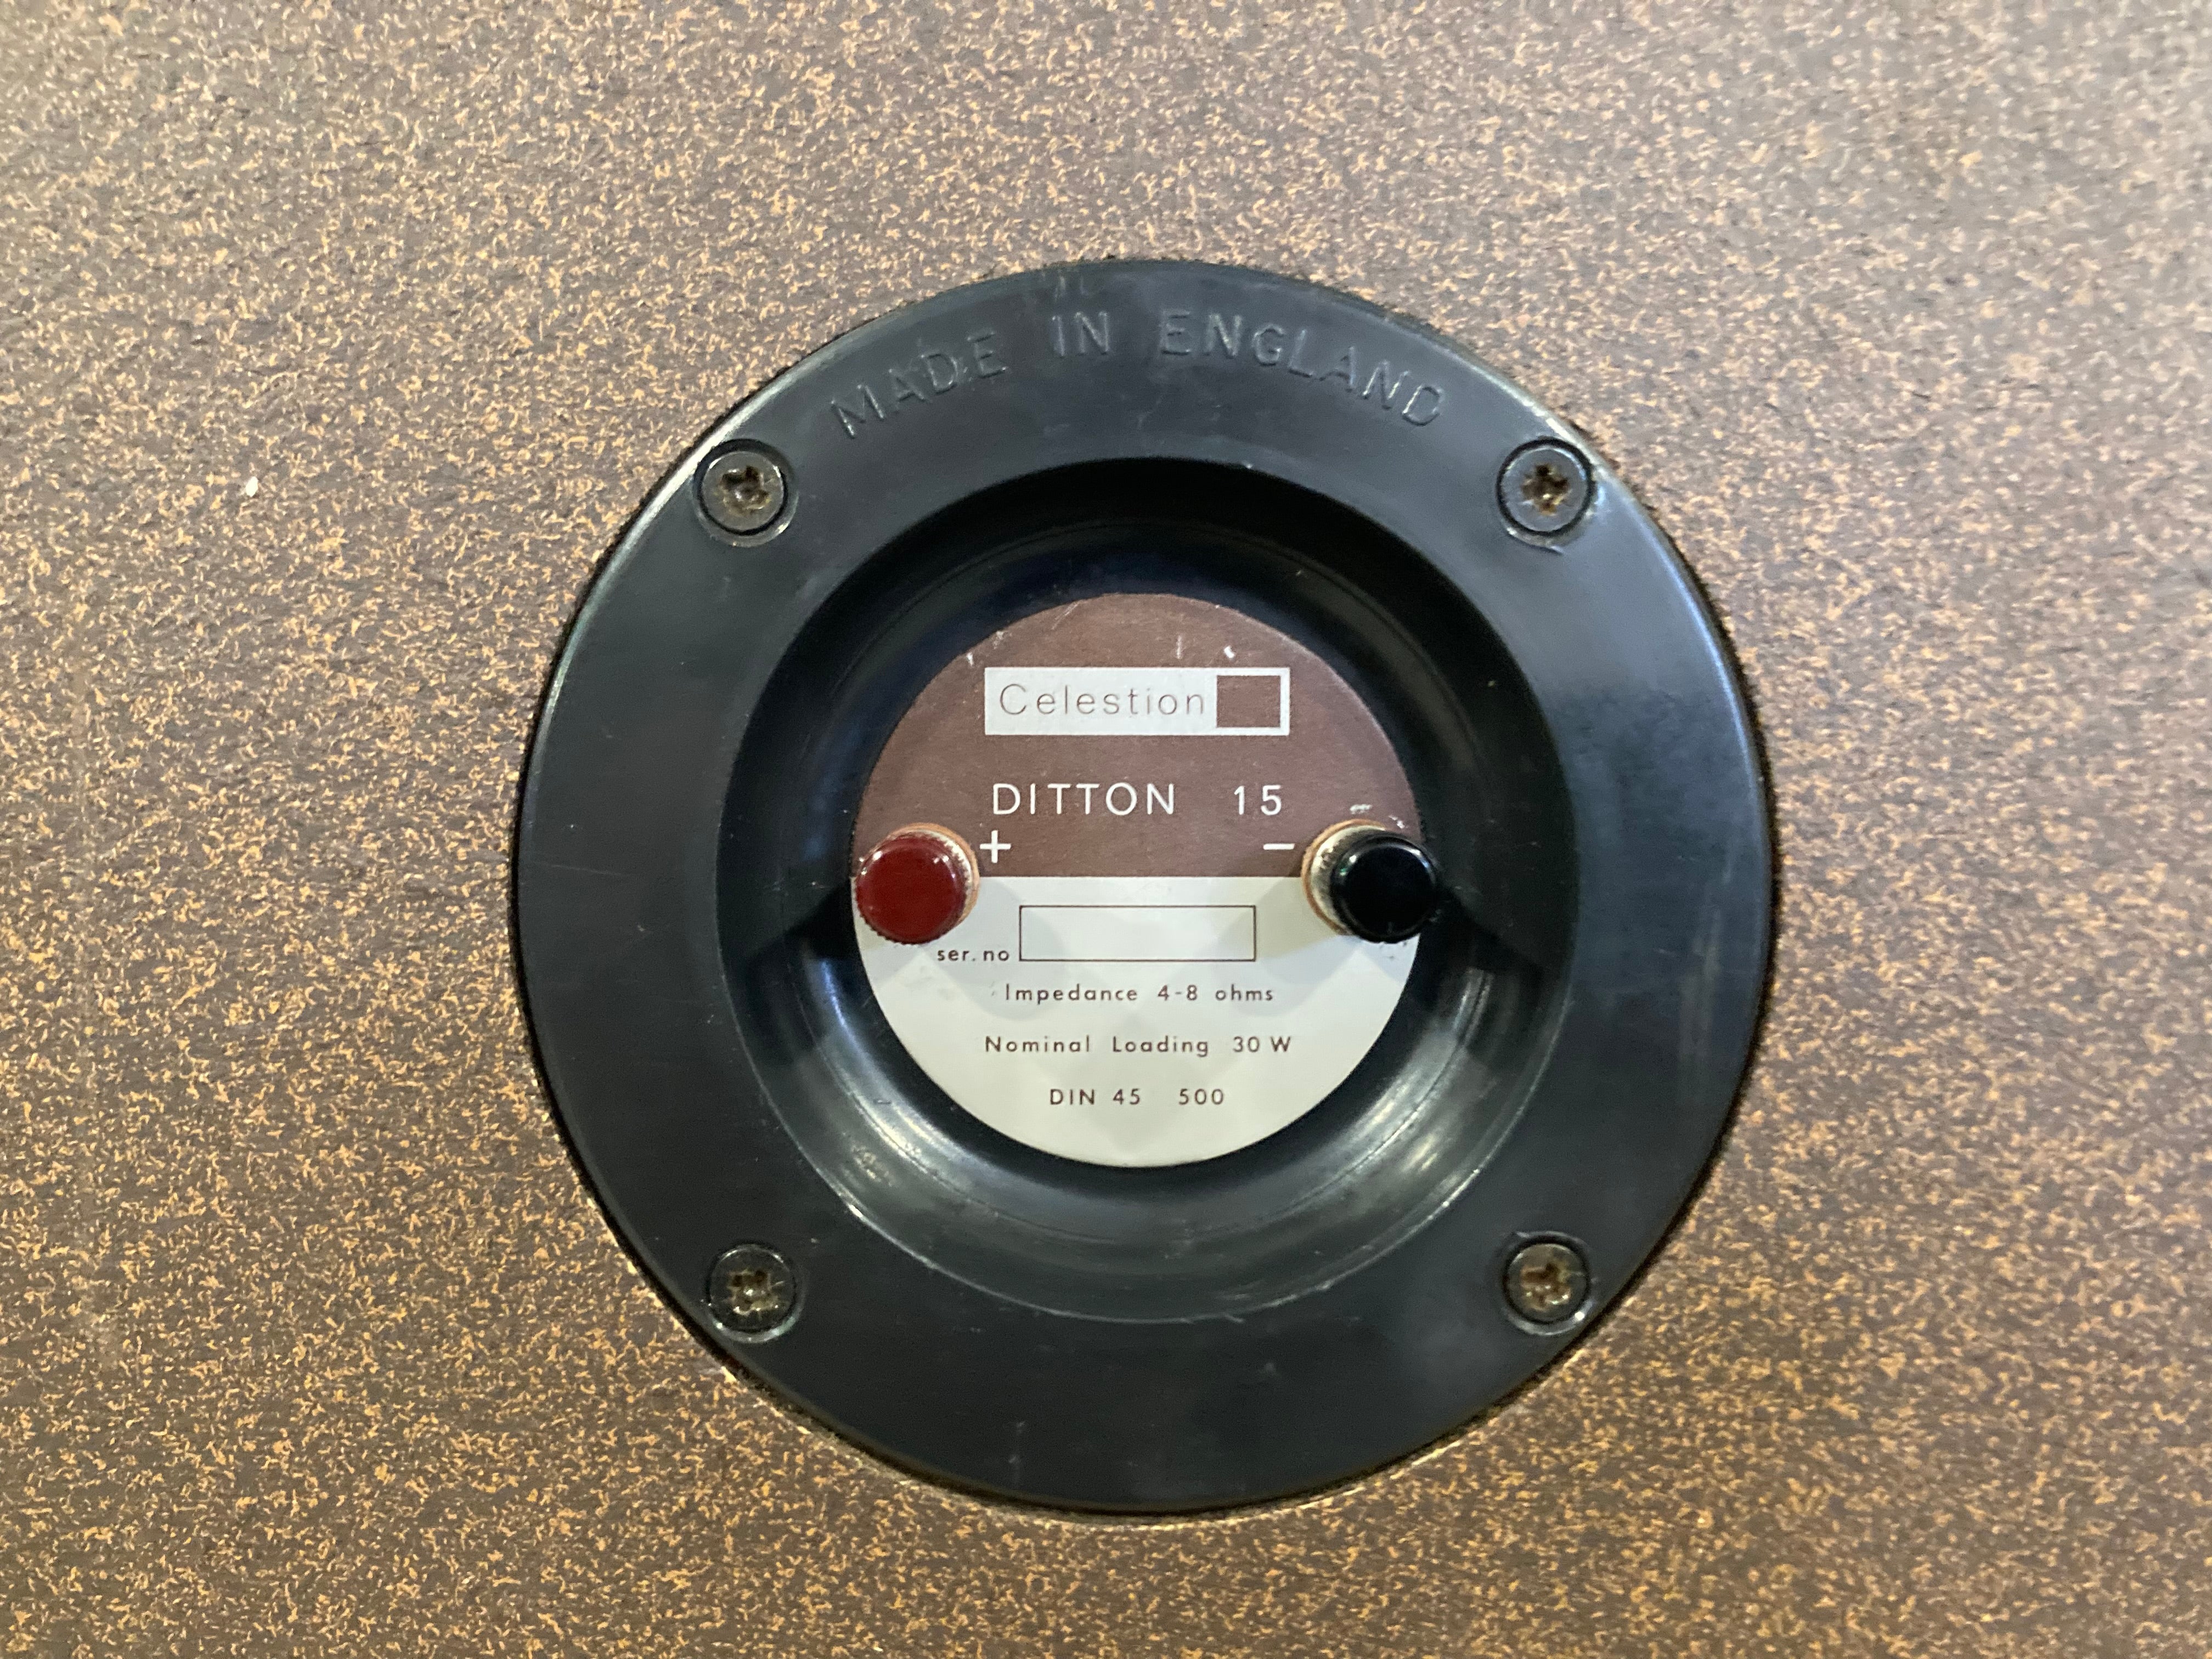 MADE IN ENGLAND
Celestion
DITTON 15
+ −
ser. no
Impedance 4-8 ohms
Nominal Loading 30 W
DIN 45 500